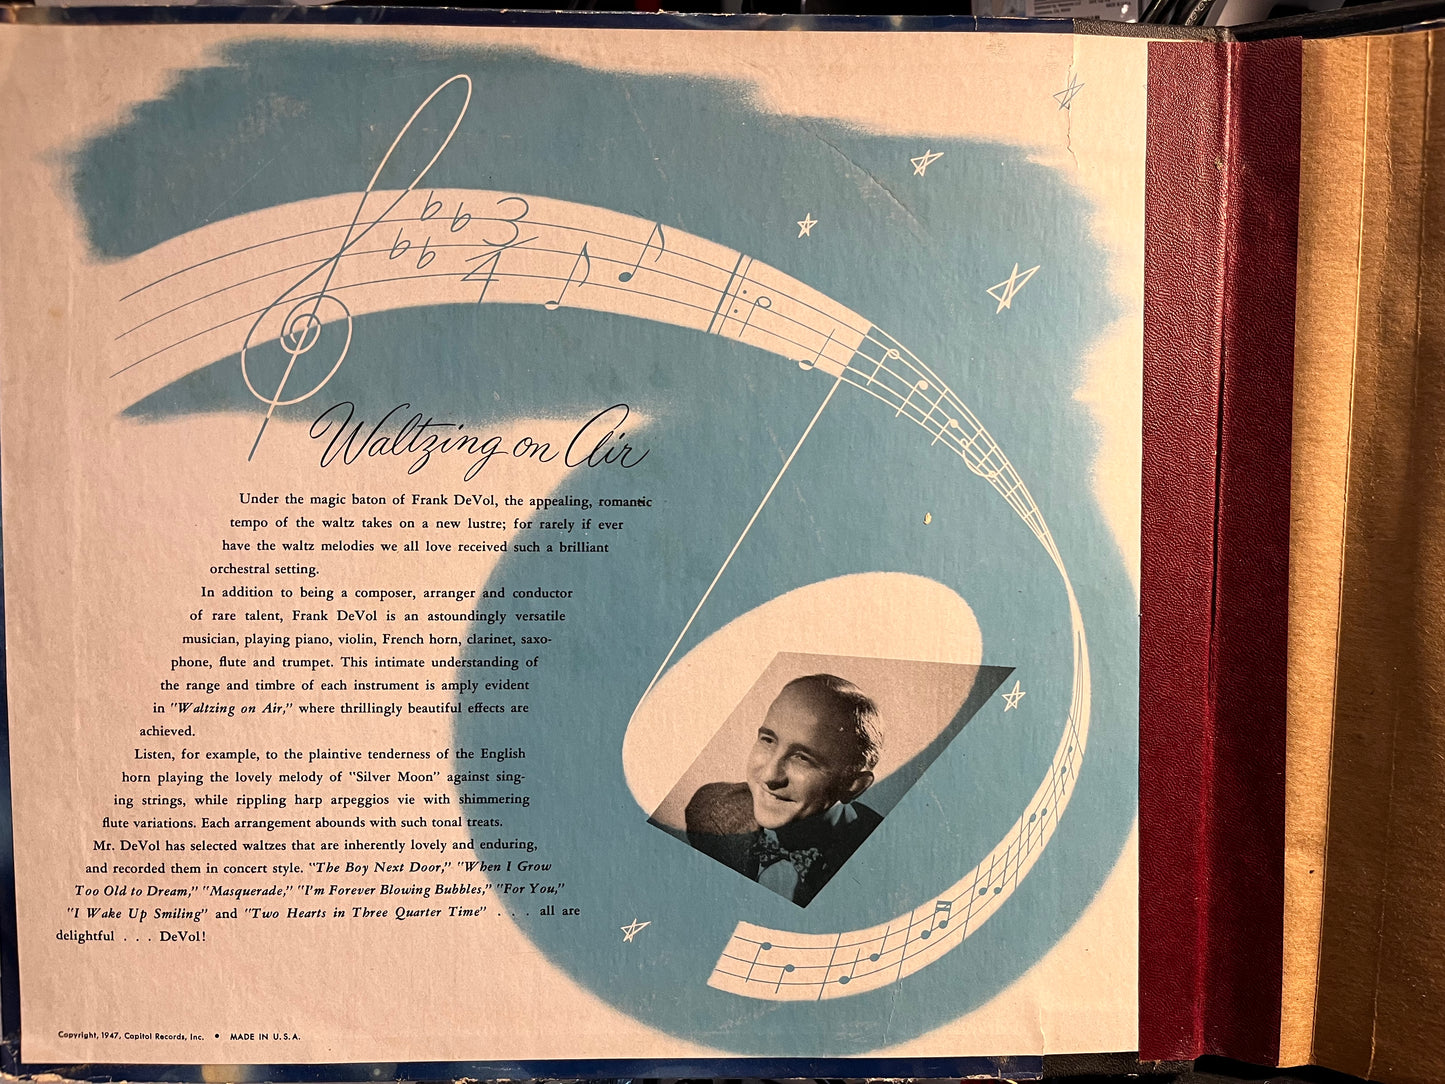 Waltzing on Air
Under the magic baton of Frank DeVol, the appealing, romantic
tempo of the waltz takes on a new lustre; for rarely if ever
have the waltz melodies we all love received such a brilliant
orchestral setting.
In addition to being a composer, arranger and conductor
of rare talent, Frank DeVol is an astoundingly versatile
musician, playing piano, violin, French horn, clarinet, saxo-
phone, flute and trumpet. This intimate understanding of
the range and timbre of each instrument is amply evident
in "Waltzing on Air," where thrillingly beautiful effects are
achieved.
Listen, for example, to the plaintive tenderness of the English
horn playing the lovely melody of "Silver Moon" against sing-
ing strings, while rippling harp arpeggios vie with shimmering
flute variations. Each arrangement abounds with such tonal treats.
Mr. DeVol has selected waltzes that are inherently lovely and enduring,
and recorded them in concert style. "The Boy Next Door," "When I Grow
Too Old to Dream," "Masquerade," "I'm Forever Blowing Bubbles," "For You,"
"I Wake Up Smiling" and "Two Hearts in Three Quarter Time" . . . all are
delightful . . . DeVol!
Copyright, 1947, Capitol Records, Inc. • MADE IN U.S.A.